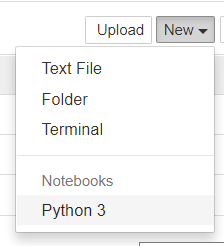 Upload New
Text File
Folder
Terminal
Notebooks
Python 3